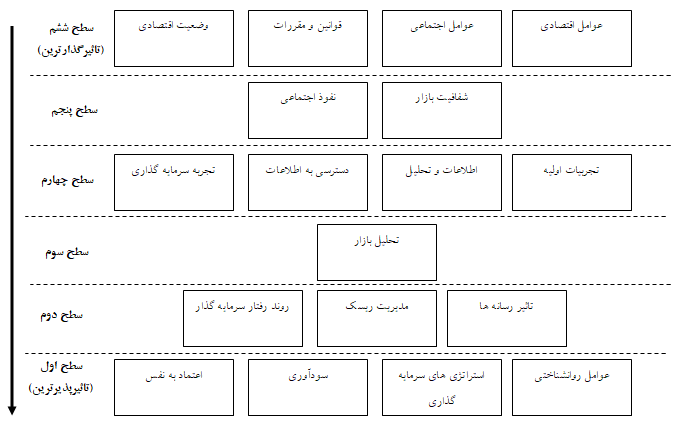 سطح ششم
(تاثیرگذارترین)
عوامل اقتصادی
عوامل اجتماعی
قوانین و مقررات
وضعیت اقتصادی
سطح پنجم
شفافیت بازار
نفوذ اجتماعی
سطح چهارم
تجربیات اولیه
اطلاعات و تحلیل
دسترسی به اطلاعات
تجربه سرمایه گذاری
سطح سوم
تحلیل بازار
سطح دوم
تاثیر رسانه ها
مدیریت ریسک
روند رفتار سرمایه گذار
سطح اول
(تاثیرپذیرترین)
عوامل روانشناختی
استراتژی های سرمایه
گذاری
سودآوری
اعتماد به نفس